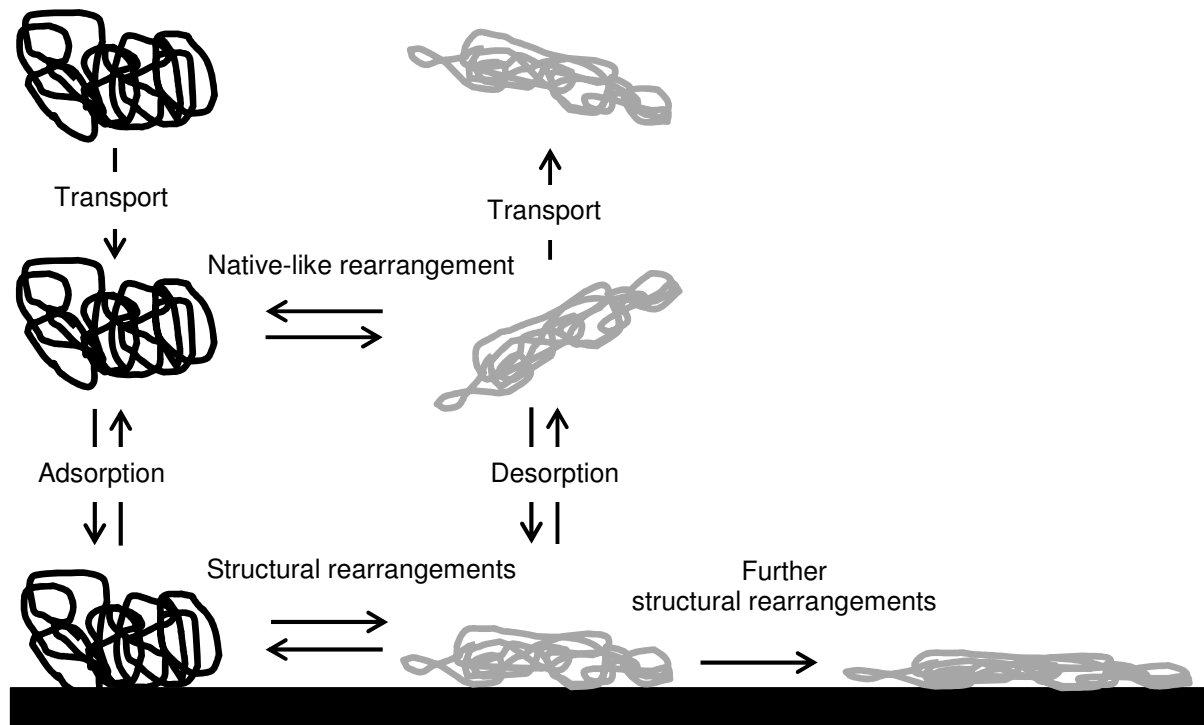 Transport
Transport
Native-like rearrangement
Adsorption
Desorption
Structural rearrangements
Further
structural rearrangements